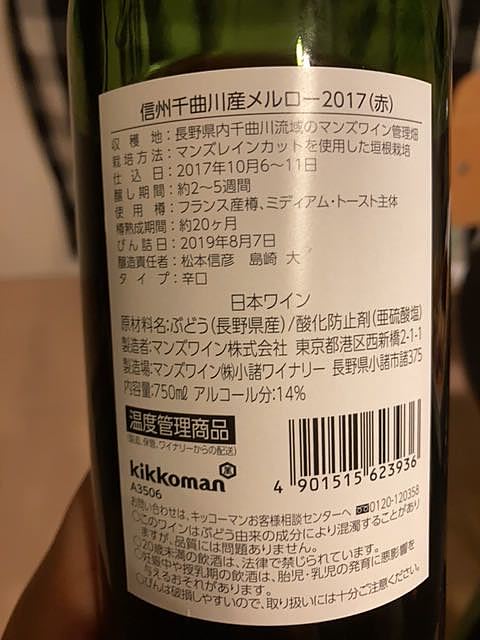 信州千曲川産メルロー2017(赤)
収穫地:長野県内千曲川流域のマンズワイン管理畑
栽培方法:マンズレインカットを使用した垣根栽培
仕込日:2017年10月6~11日
醸し期間:約2~5週間
使用樽:フランス産樽、ミディアム・トースト主体
樽熟成期間:約20ヶ月
びん詰日:2019年8月7日
醸造責任者:松本信彦 島崎 大
タイプ:辛口
日本ワイン
原材料名:ぶどう(長野県産)/酸化防止剤(亜硫酸塩)
製造者:マンズワイン株式会社 東京都港区西新橋2-1-1
製造場:マンズワイン㈱小諸ワイナリー 長野県小諸市諸375
内容量:750㎖ アルコール分:14%
温度管理商品
(製造、保管、ワイナリーからの配送)
kikkoman
A3506
4 901515 623936
お問い合わせは、キッコーマンお客様相談センターへ 0120-120358
○このワインはぶどう由来の成分により混濁することがあり
ますが、品質には問題ありません。
○20歳未満の飲酒は、法律で禁じられています。
○妊娠中や授乳期の飲酒は、胎児・乳児の発育に悪影響を
与えるおそれがあります。
○びんは破損しやすいので、取り扱いには十分ご注意ください。